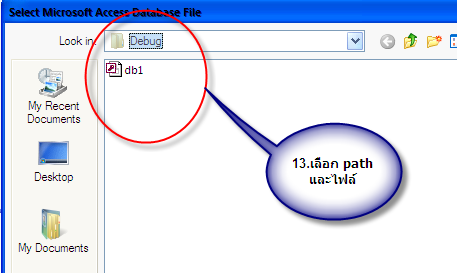 Select Microsoft Access Database File
Look in:
Debug
db1
My Recent
Documents
Desktop
My Documents
13.เลือก path
และไฟล์